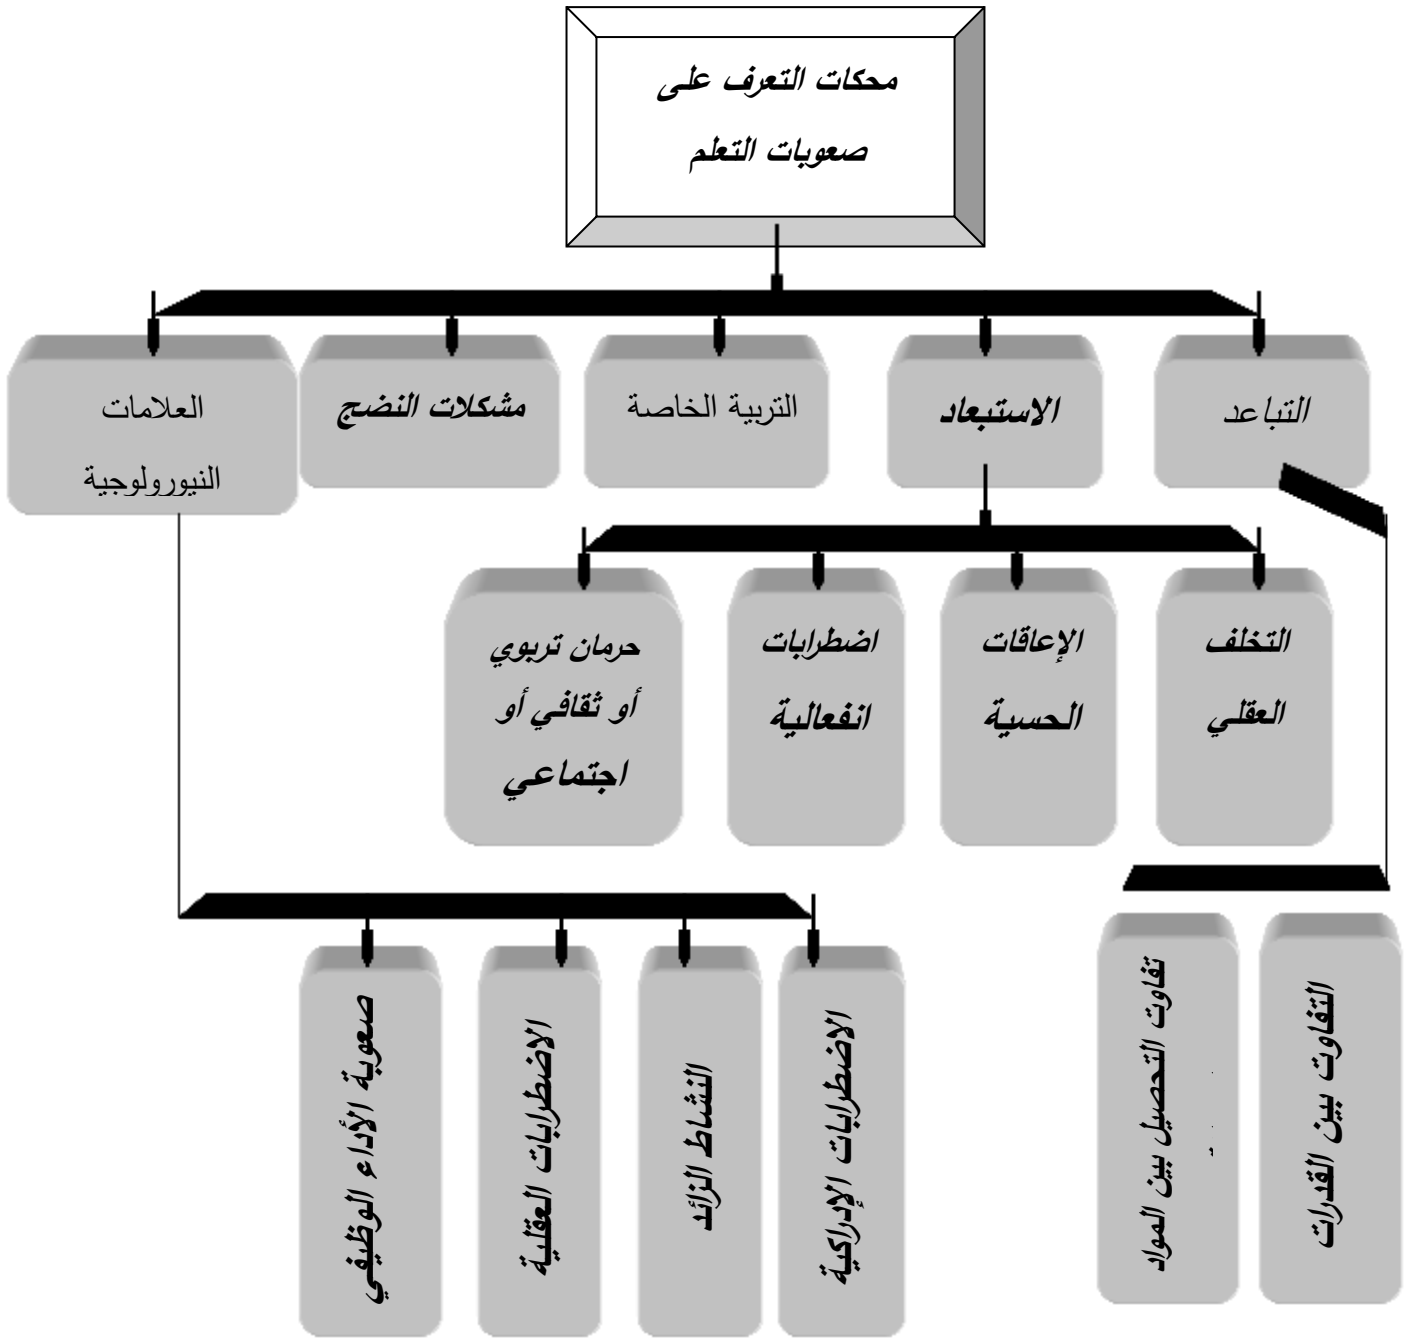 محكات التعرف على
صعوبات التعلم
التباعد
الاستبعاد
التربية الخاصة
مشكلات النضج
العلامات
النيورولوجية
التخلف
العقلي
الإعاقات
الحسية
اضطرابات
انفعالية
حرمان تربوي
أو ثقافي أو
اجتماعي
التفاوت بين القدرات
تفاوت التحصيل بين المواد
الاضطرابات الإدراكية
النشاط الزائد
الاضطرابات العقلية
صعوبة الأداء الوظيفي